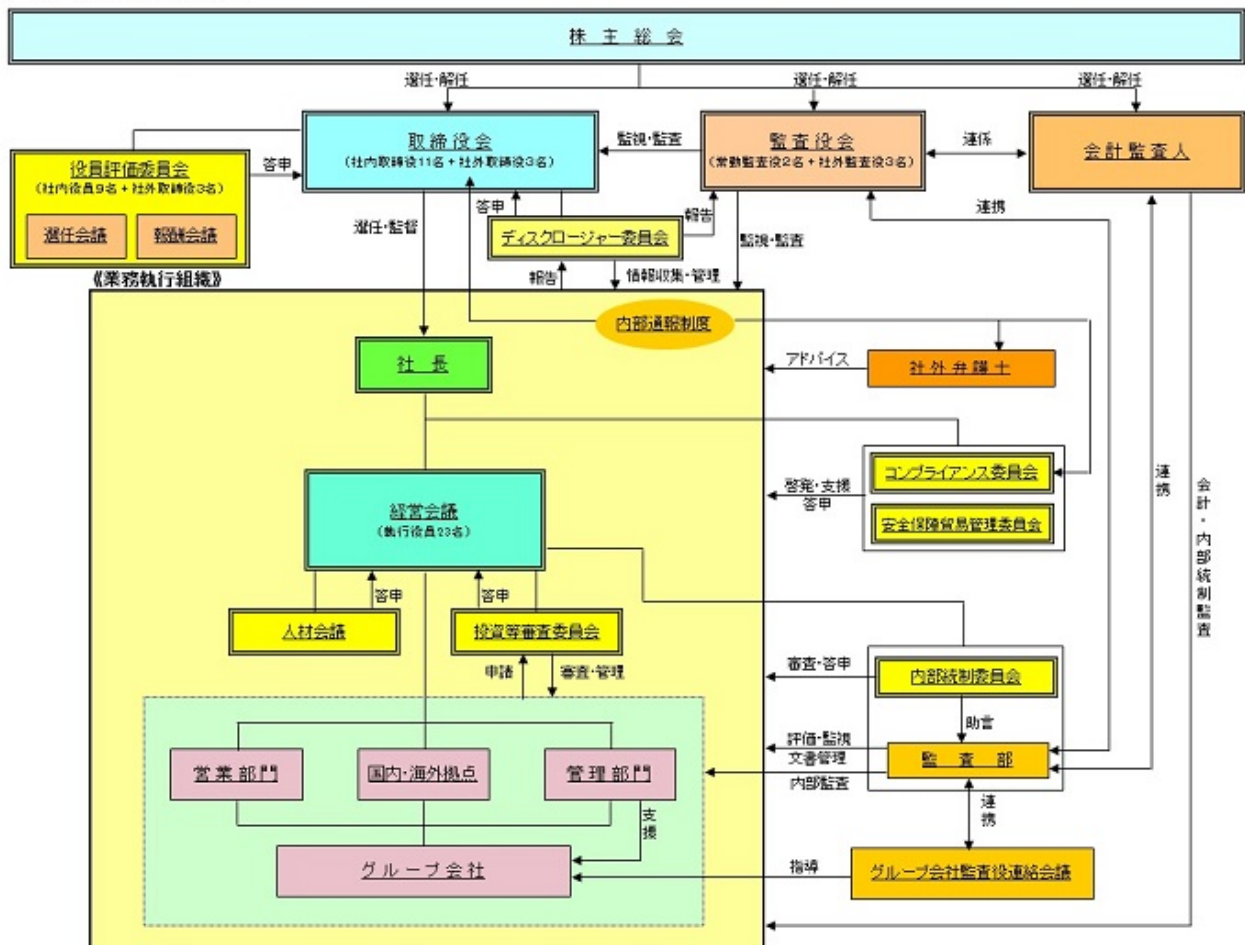 株主総会
選任・解任
選任・解任
選任・解任
取締役会
(社内取締役11名+社外取締役3名)
監視・監査
監査役会
(常勤監査役2名+社外監査役3名)
連係
会計監査人
役員評価委員会
(社内役員9名+社外取締役3名)
答申
選任会議
報酬会議
選任・監督
答申
報告
ディスクロージャー委員会
監視・監査
連携
《業務執行組織》
報告
情報収集・管理
内部通報制度
社長
アドバイス
社外弁護士
コンプライアンス委員会
啓発・支援
答申
安全保障貿易管理委員会
連携
会計・内部統制監査
経営会議
(執行役員23名)
答申
答申
人材会議
投資等審査委員会
申請
審査・管理
審査・答申
内部統制委員会
助言
評価・監視
文書管理
内部監査
監査部
営業部門
国内・海外拠点
管理部門
支援
連携
グループ会社
指導
グループ会社監査役連絡会議